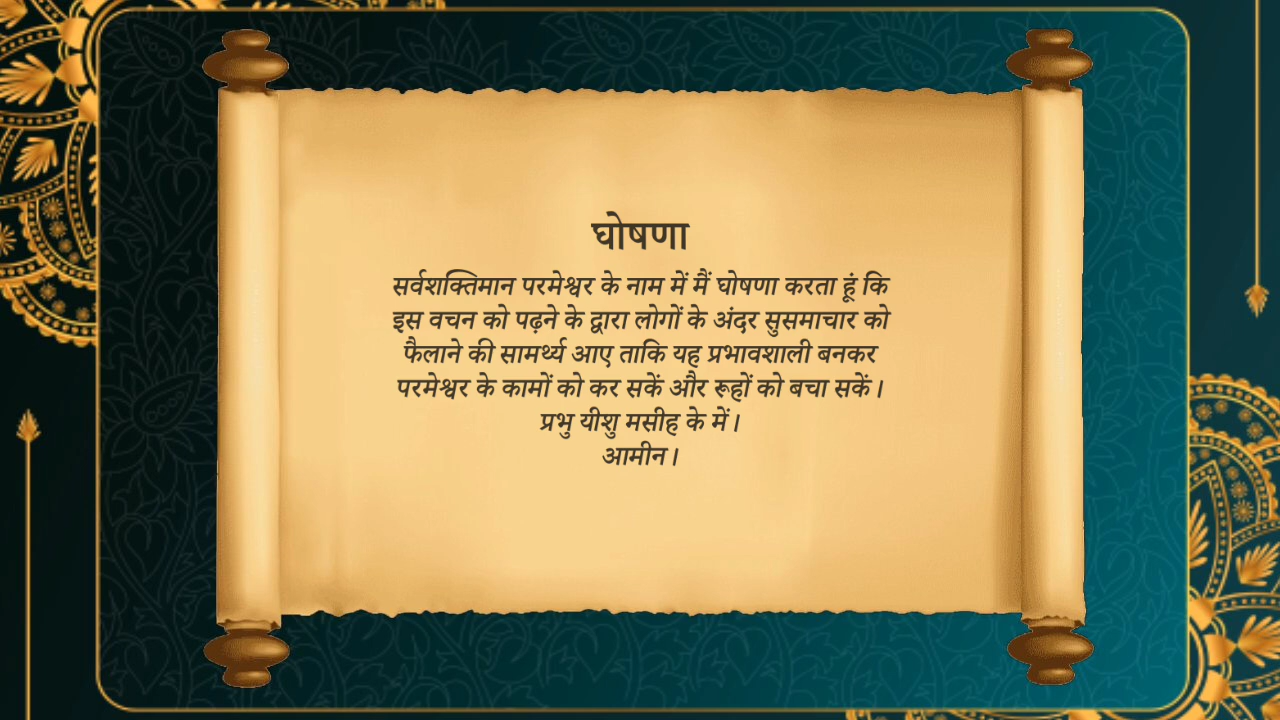 घोषणा
सर्वशक्तिमान परमेश्वर के नाम में मैं घोषणा करता हूं कि
इस वचन को पढ़ने के द्वारा लोगों के अंदर सुसमाचार को
फैलाने की सामर्थ्य आए ताकि यह प्रभावशाली बनकर
परमेश्वर के कामों को कर सकें और रूहों को बचा सकें।
प्रभु यीशु मसीह के में।
आमीन।